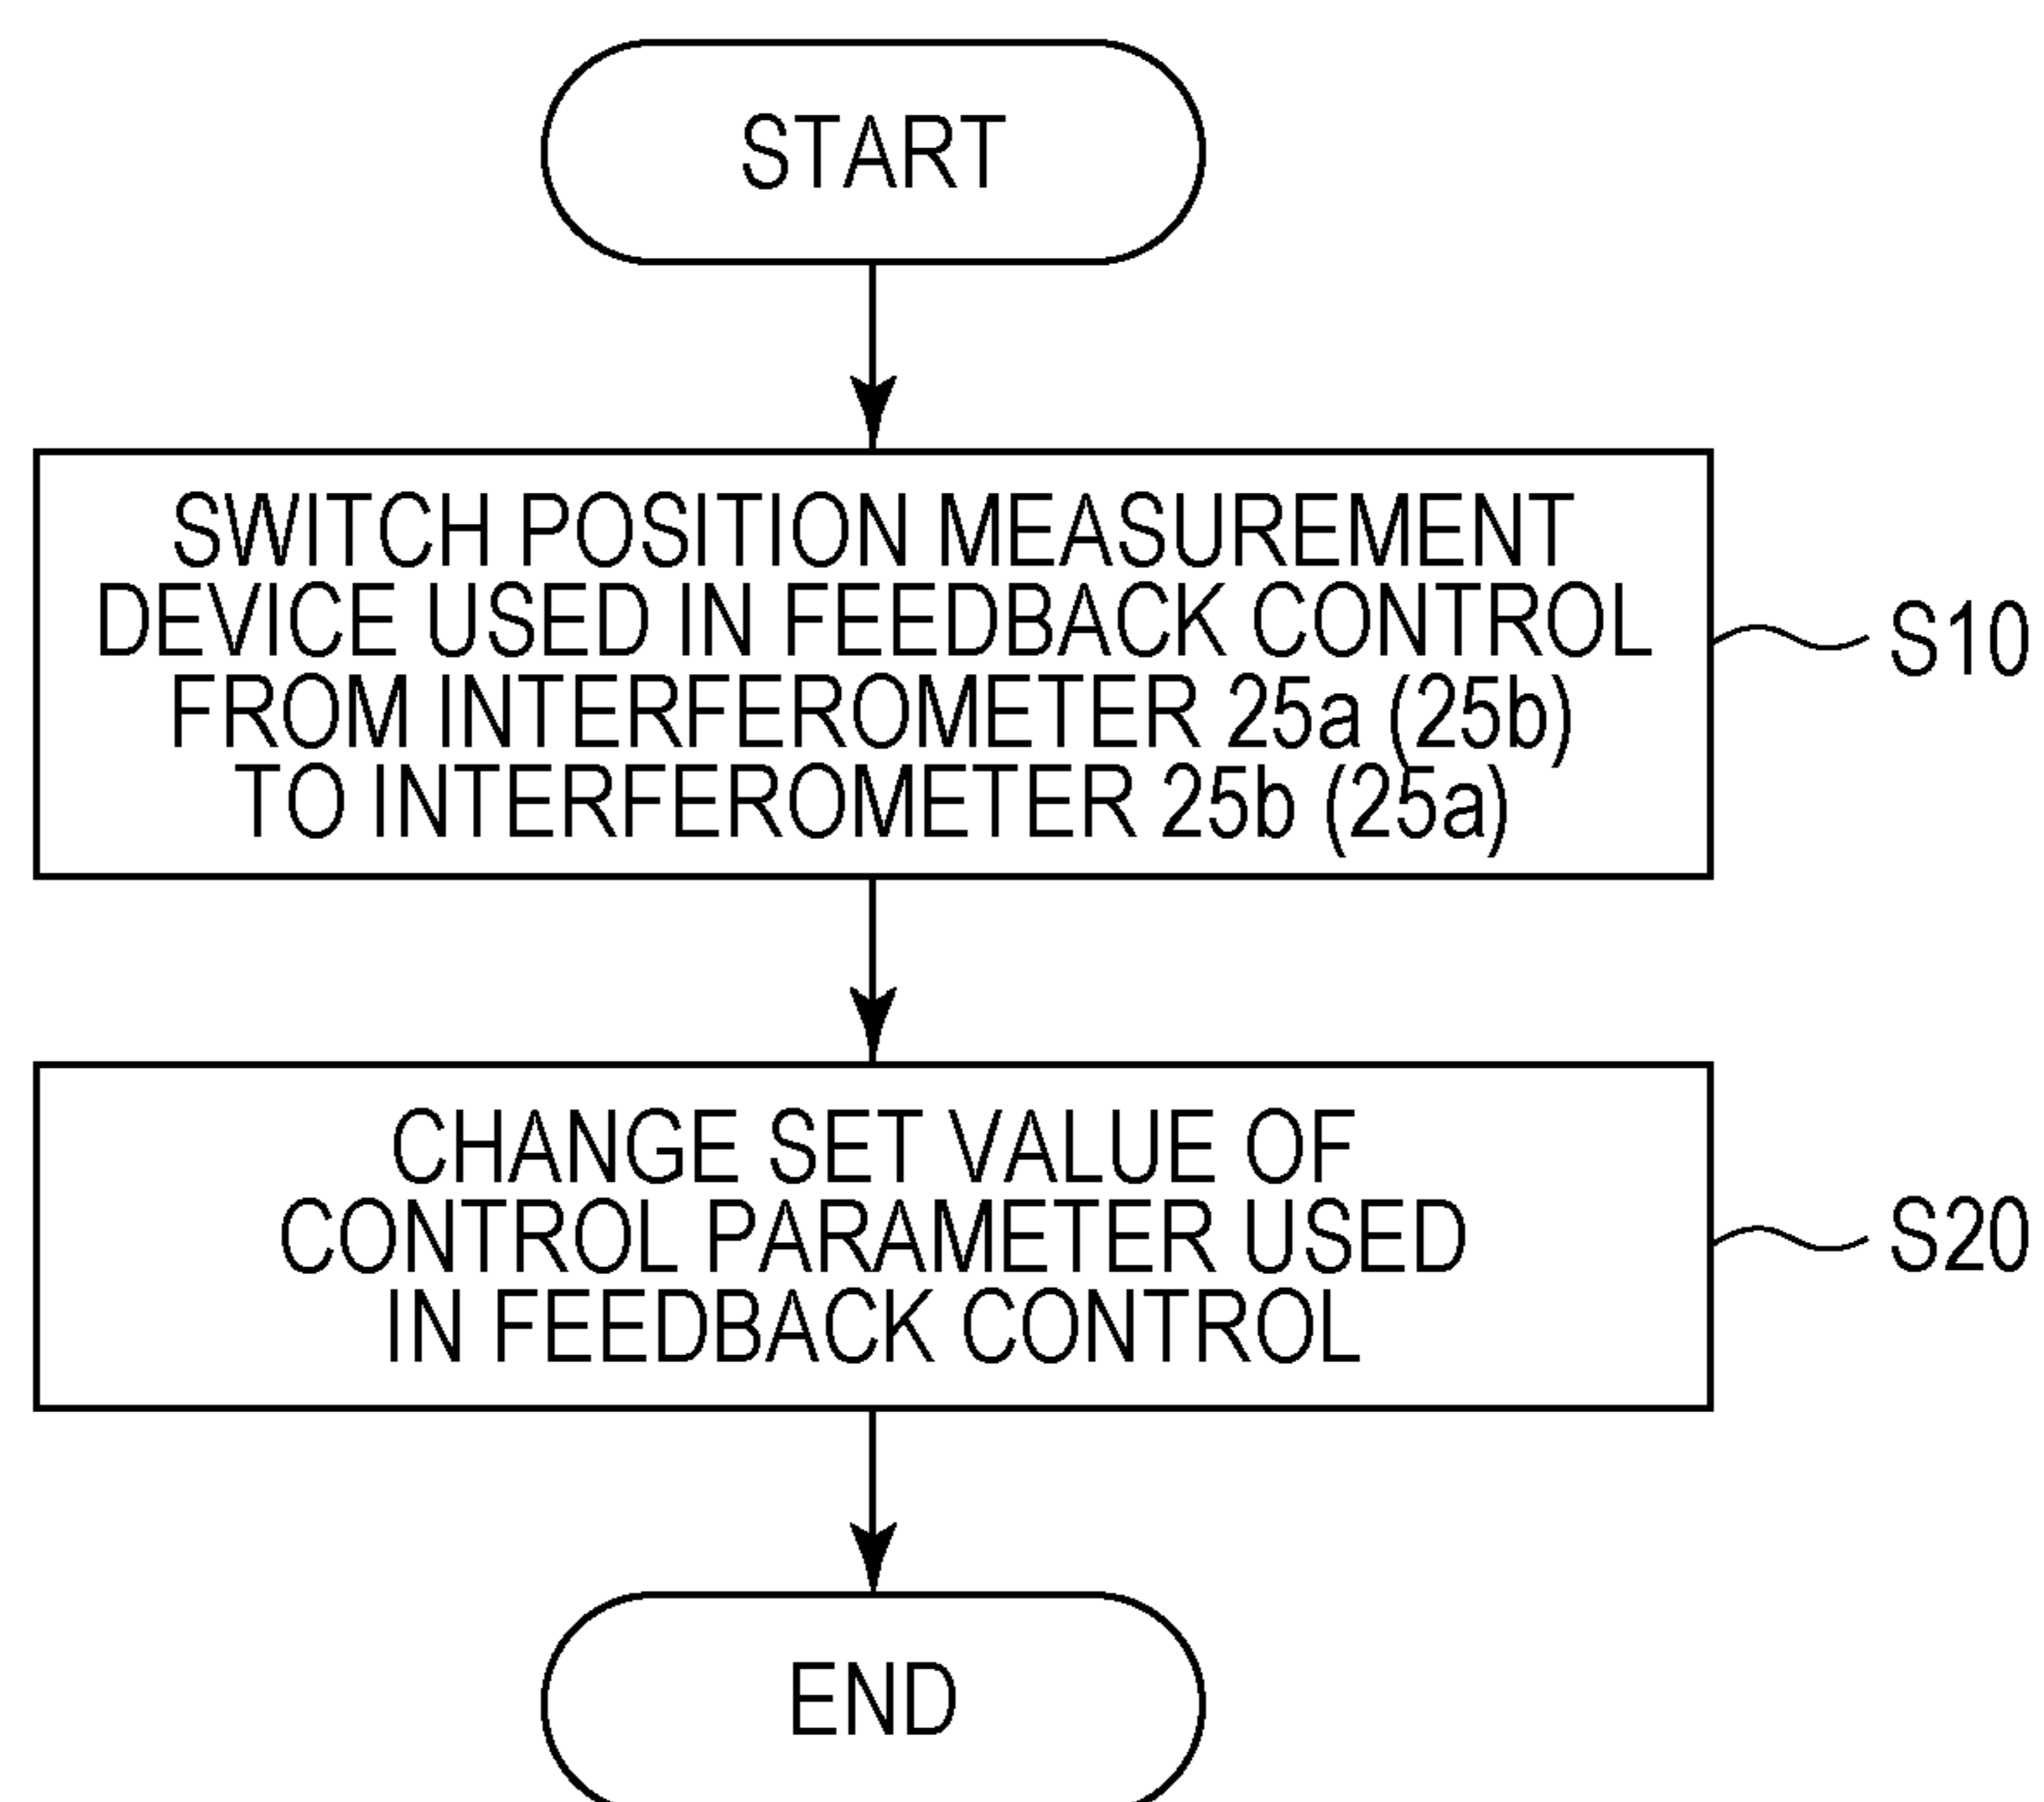 START
SWITCH POSITION MEASUREMENT
DEVICE USED IN FEEDBACK CONTROL
FROM INTERFEROMETER 25a (25b)
TO INTERFEROMETER 25b (25a)
S10
CHANGE SET VALUE OF
CONTROL PARAMETER USED
IN FEEDBACK CONTROL
S20
END